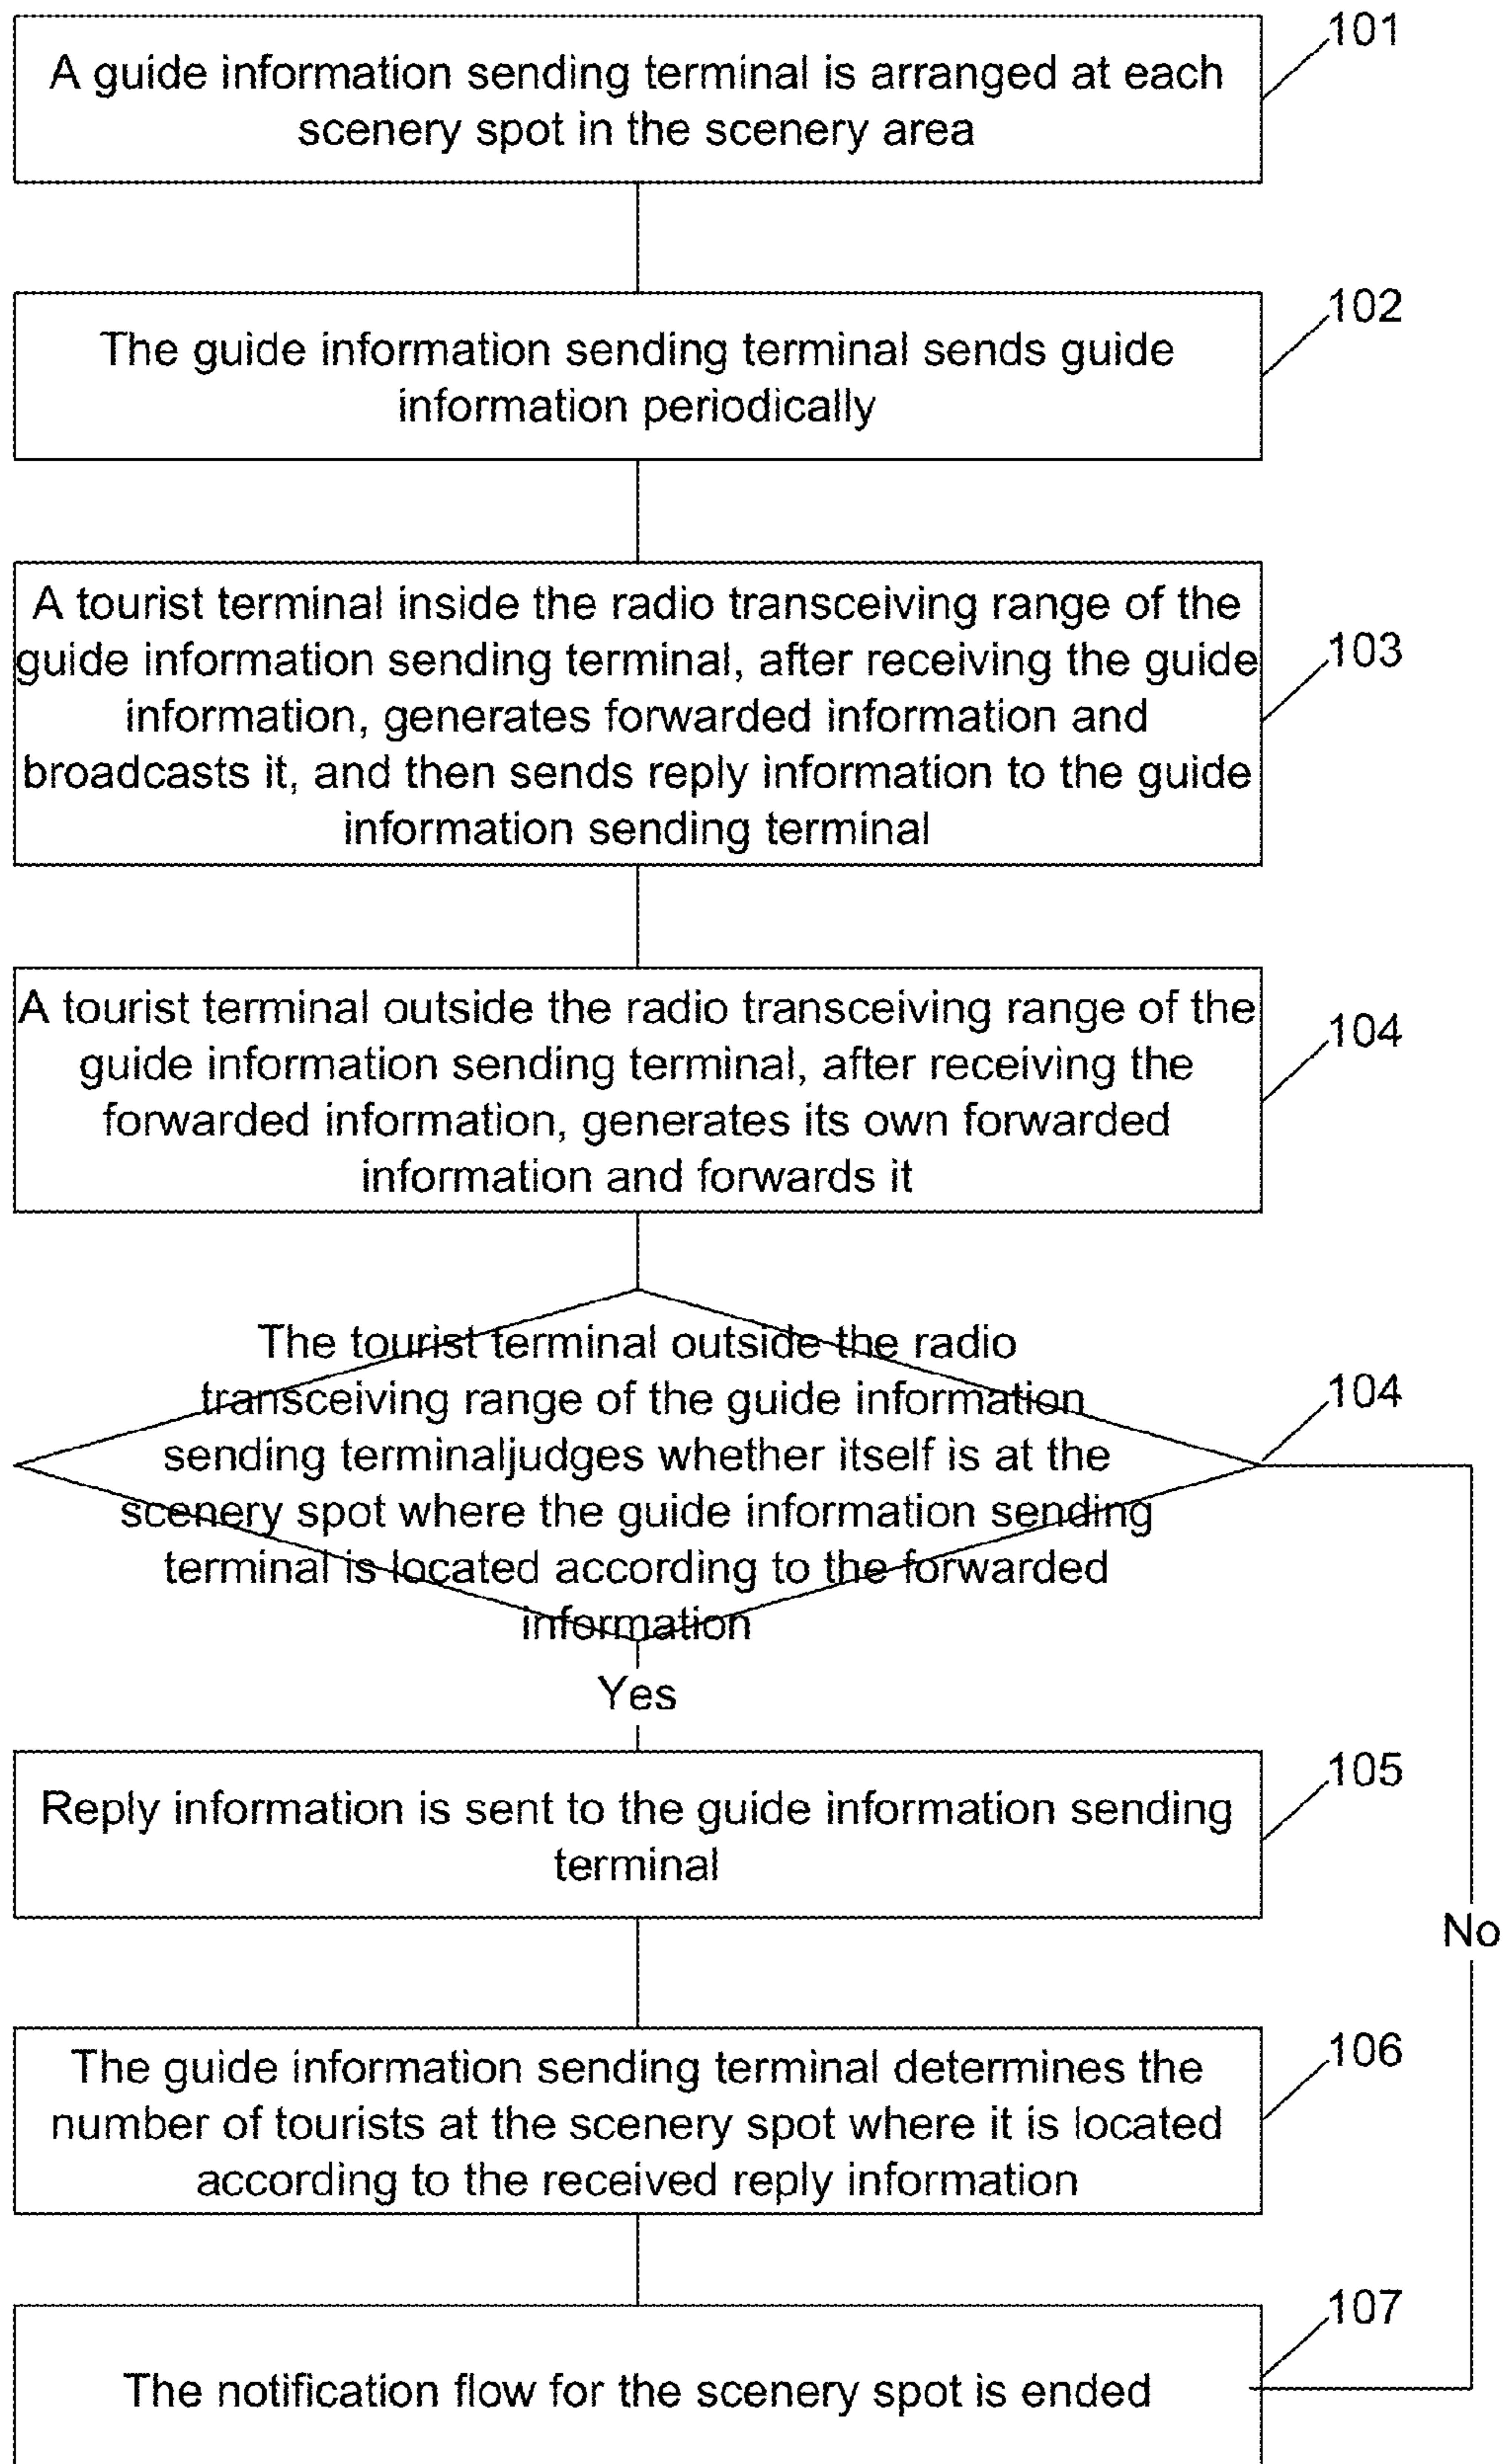 101
A guide information sending terminal is arranged at each
scenery spot in the scenery area
102
The guide information sending terminal sends guide
information periodically
A tourist terminal inside the radio transceiving range of the
guide information sending terminal, after receiving the guide
103
information, generates forwarded information and
broadcasts it, and then sends reply information to the guide
information sending terminal
A tourist terminal outside the radio transceiving range of the
104
guide information sending terminal, after receiving the
forwarded information, generates its own forwarded
information and forwards it
The tourist terminal outside the radio
104
transceiving range of the guide information
sending terminaljudges whether itself is at the
scenery spot where the guide information sending
terminal is located according to the forwarded
information
Yes
105
Reply information is sent to the guide information sending
terminal
No
106
The guide information sending terminal determines the
number of tourists at the scenery spot where it is located
according to the received reply information
107
The notification flow for the scenery spot is ended